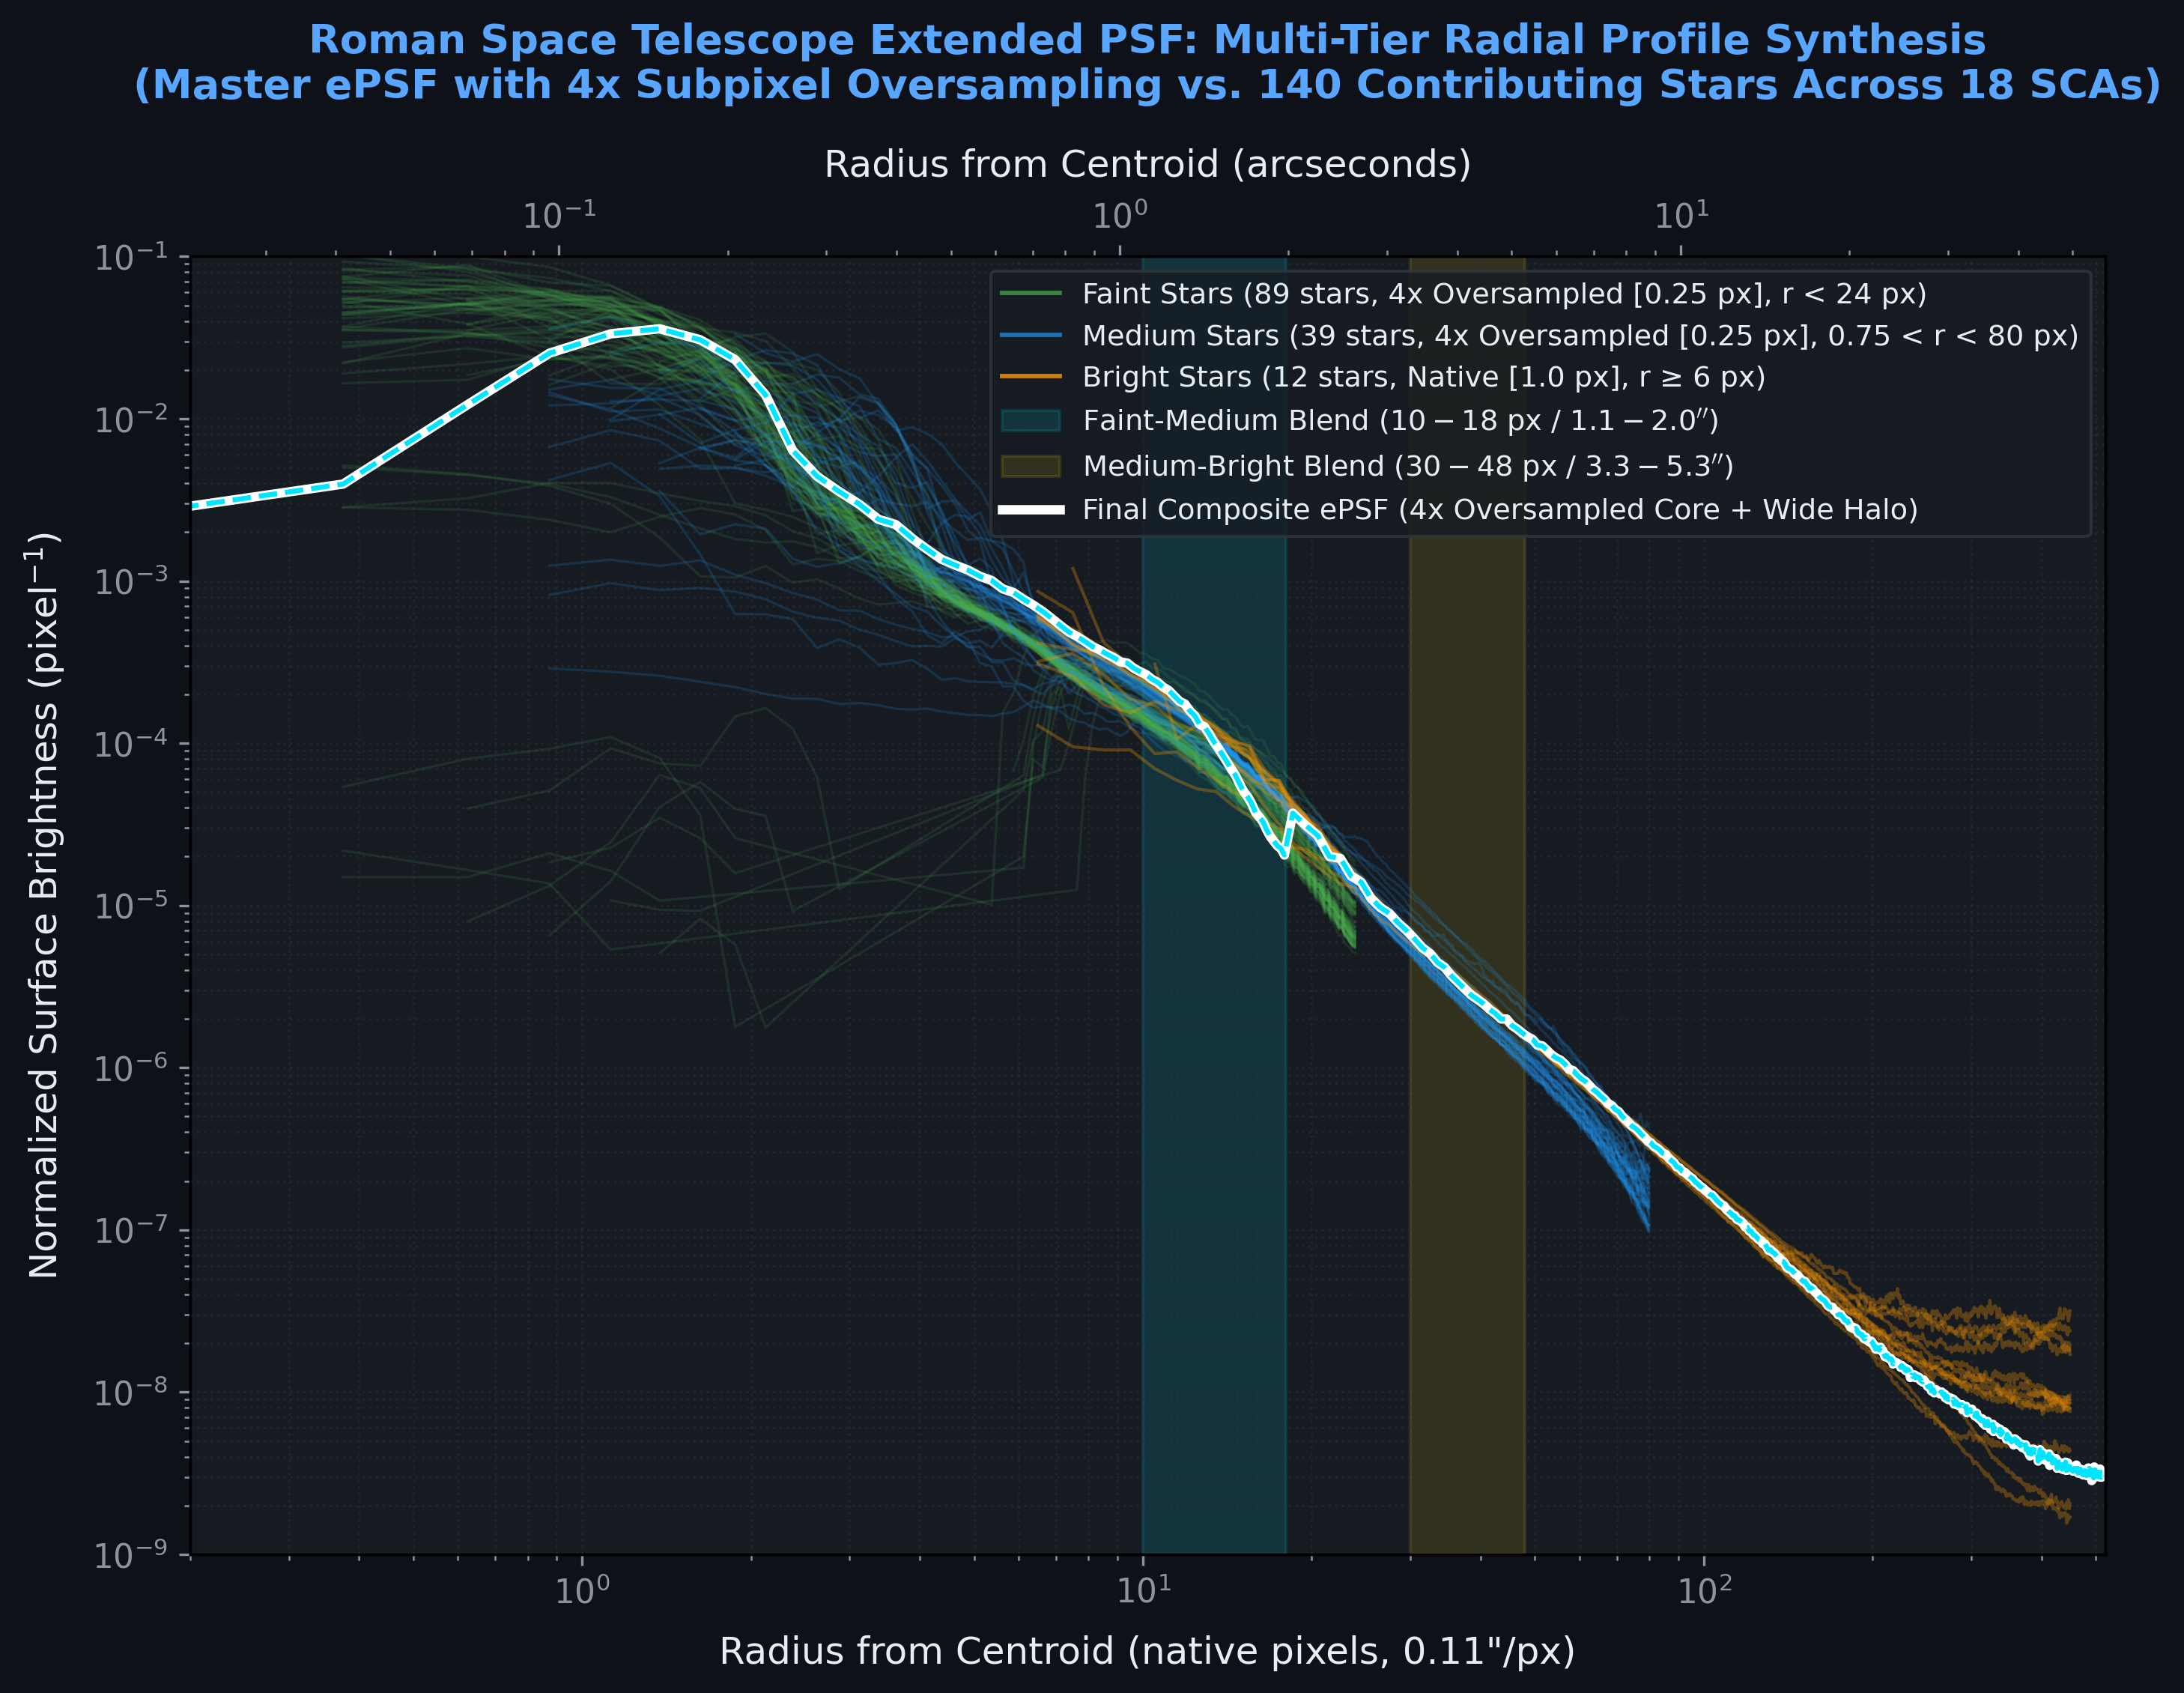 Roman Space Telescope Extended PSF: Multi-Tier Radial Profile Synthesis
(Master ePSF with 4x Subpixel Oversampling vs. 140 Contributing Stars Across 18 SCAs)
Radius from Centroid (arcseconds)
10⁻¹ 10⁰ 10¹
Normalized Surface Brightness (pixel⁻¹)
10⁻¹
10⁻²
10⁻³
10⁻⁴
10⁻⁵
10⁻⁶
10⁻⁷
10⁻⁸
10⁻⁹
Faint Stars (89 stars, 4x Oversampled [0.25 px], r < 24 px)
Medium Stars (39 stars, 4x Oversampled [0.25 px], 0.75 < r < 80 px)
Bright Stars (12 stars, Native [1.0 px], r ≥ 6 px)
Faint-Medium Blend (10 − 18 px / 1.1 − 2.0″)
Medium-Bright Blend (30 − 48 px / 3.3 − 5.3″)
Final Composite ePSF (4x Oversampled Core + Wide Halo)
10⁰ 10¹ 10²
Radius from Centroid (native pixels, 0.11"/px)